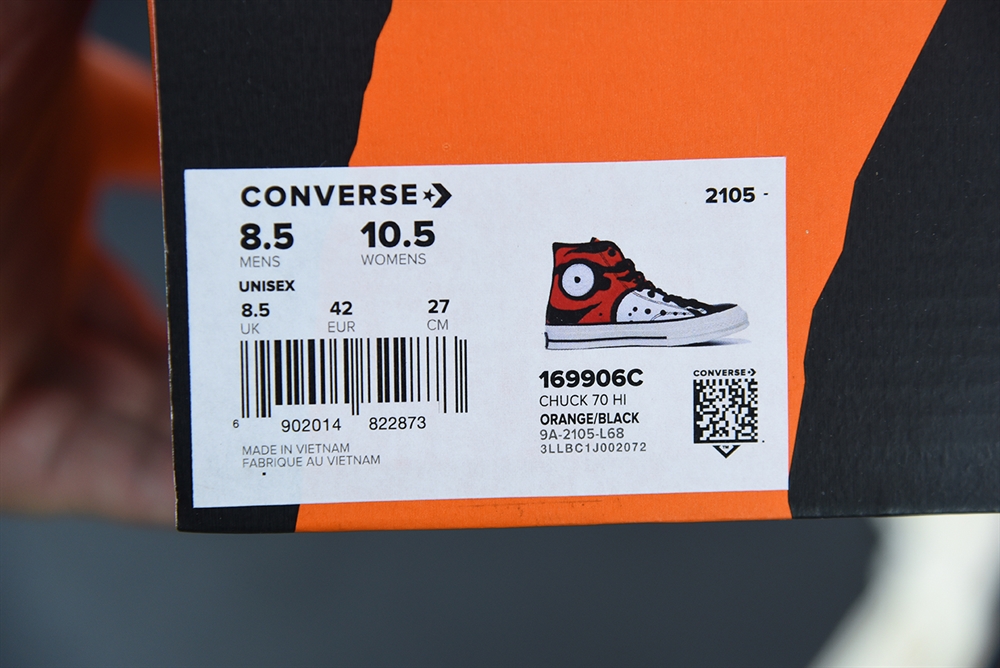 CONVERSE
2105 -
8.5 10.5
MENS WOMENS
UNISEX
8.5 42 27
UK EUR CM
6 902014 822873
MADE IN VIETNAM
FABRIQUE AU VIETNAM
169906C
CHUCK 70 HI
ORANGE/BLACK
9A-2105-L68
3LLBC1J002072
CONVERSE
TM